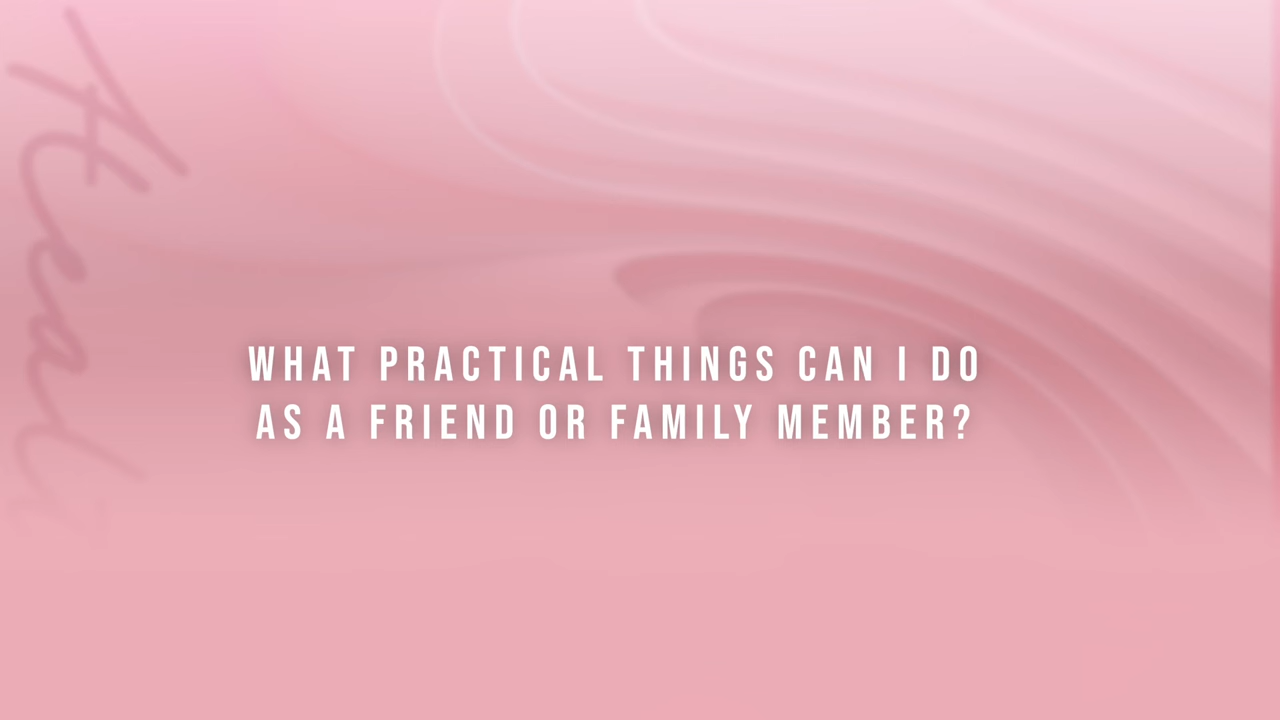 WHAT PRACTICAL THINGS CAN I DO
AS A FRIEND OR FAMILY MEMBER?